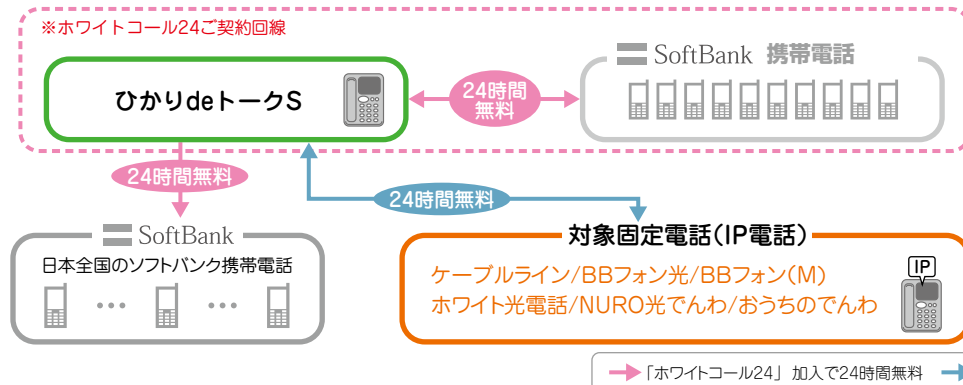 ※ホワイトコール24ご契約回線
ひかりdeトークS
24時間
無料
SoftBank 携帯電話
24時間無料
24時間無料
SoftBank
日本全国のソフトバンク携帯電話
… …
対象固定電話(IP電話)
IP
ケーブルライン/BBフォン光/BBフォン(M)
ホワイト光電話/NURO光でんわ/おうちのでんわ
「ホワイトコール24」加入で24時間無料